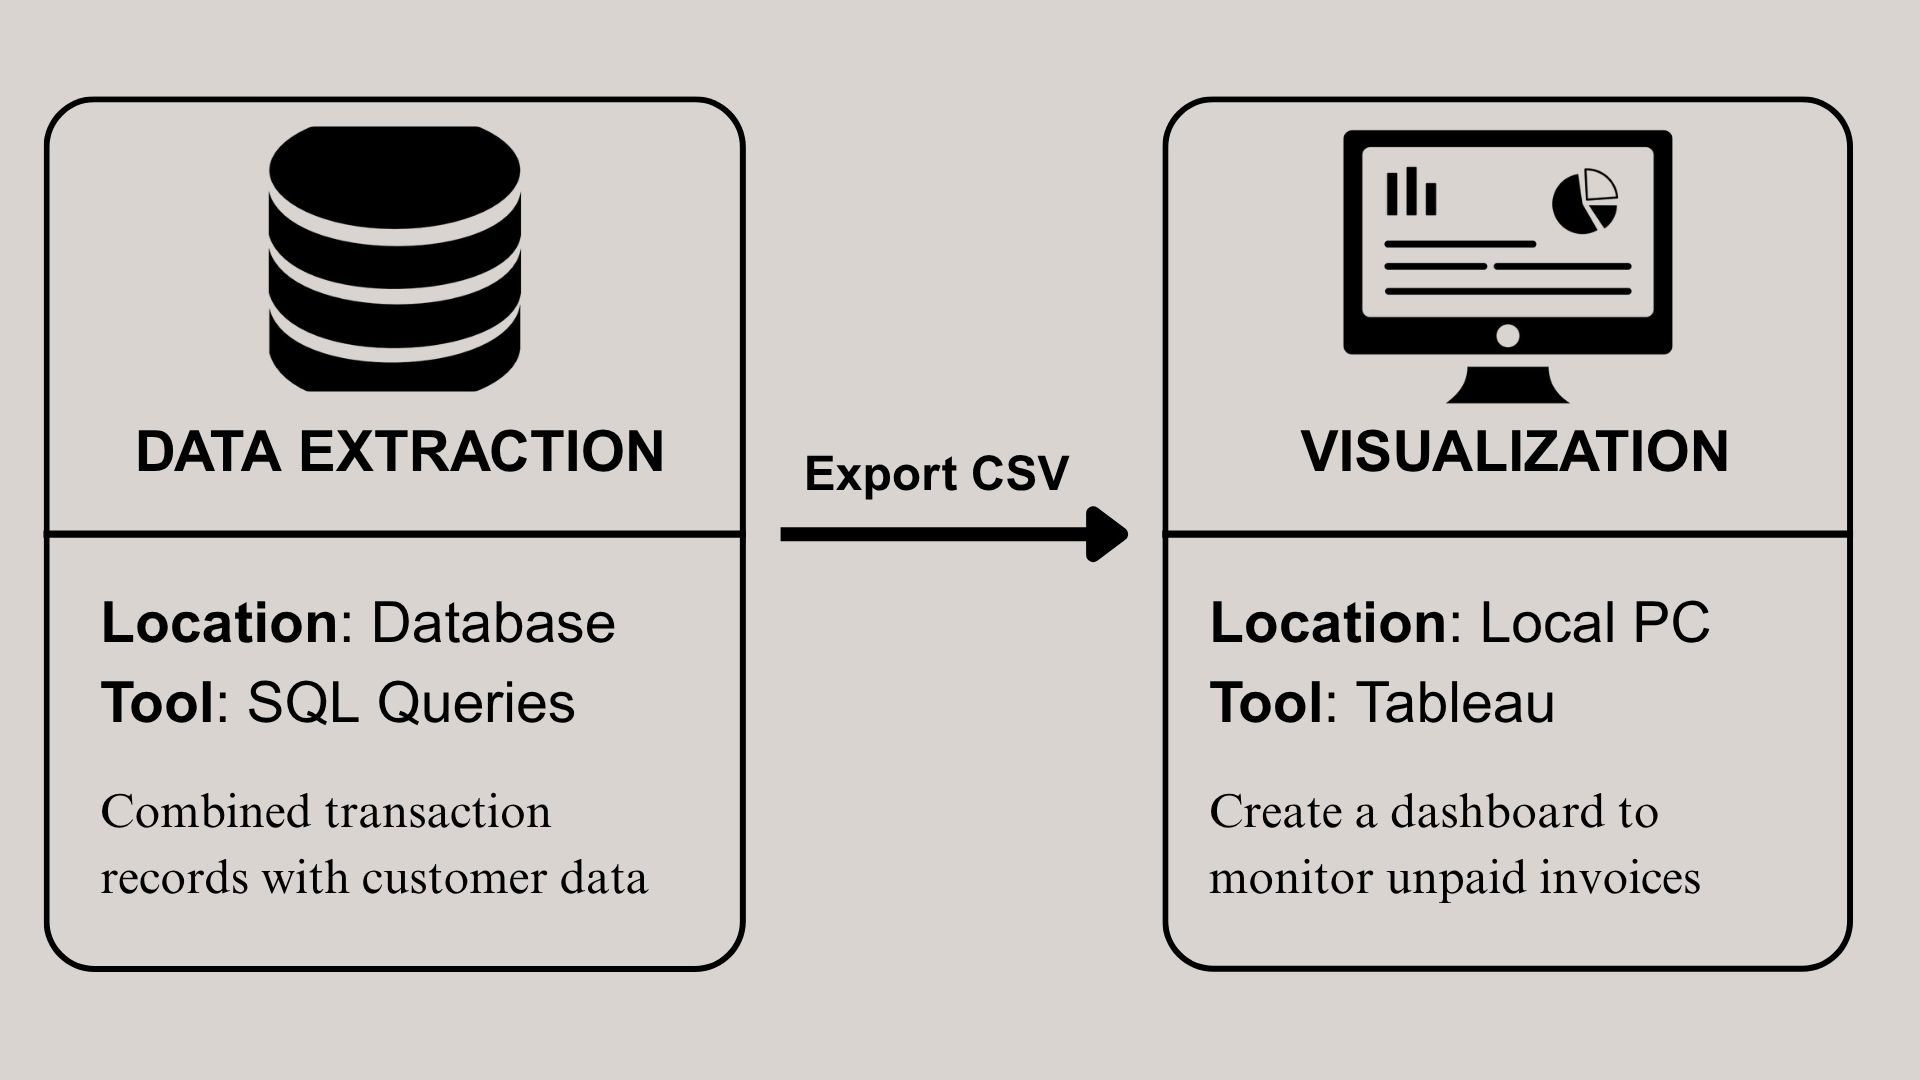 DATA EXTRACTION
Location: Database
Tool: SQL Queries
Combined transaction
records with customer data
Export CSV
VISUALIZATION
Location: Local PC
Tool: Tableau
Create a dashboard to
monitor unpaid invoices